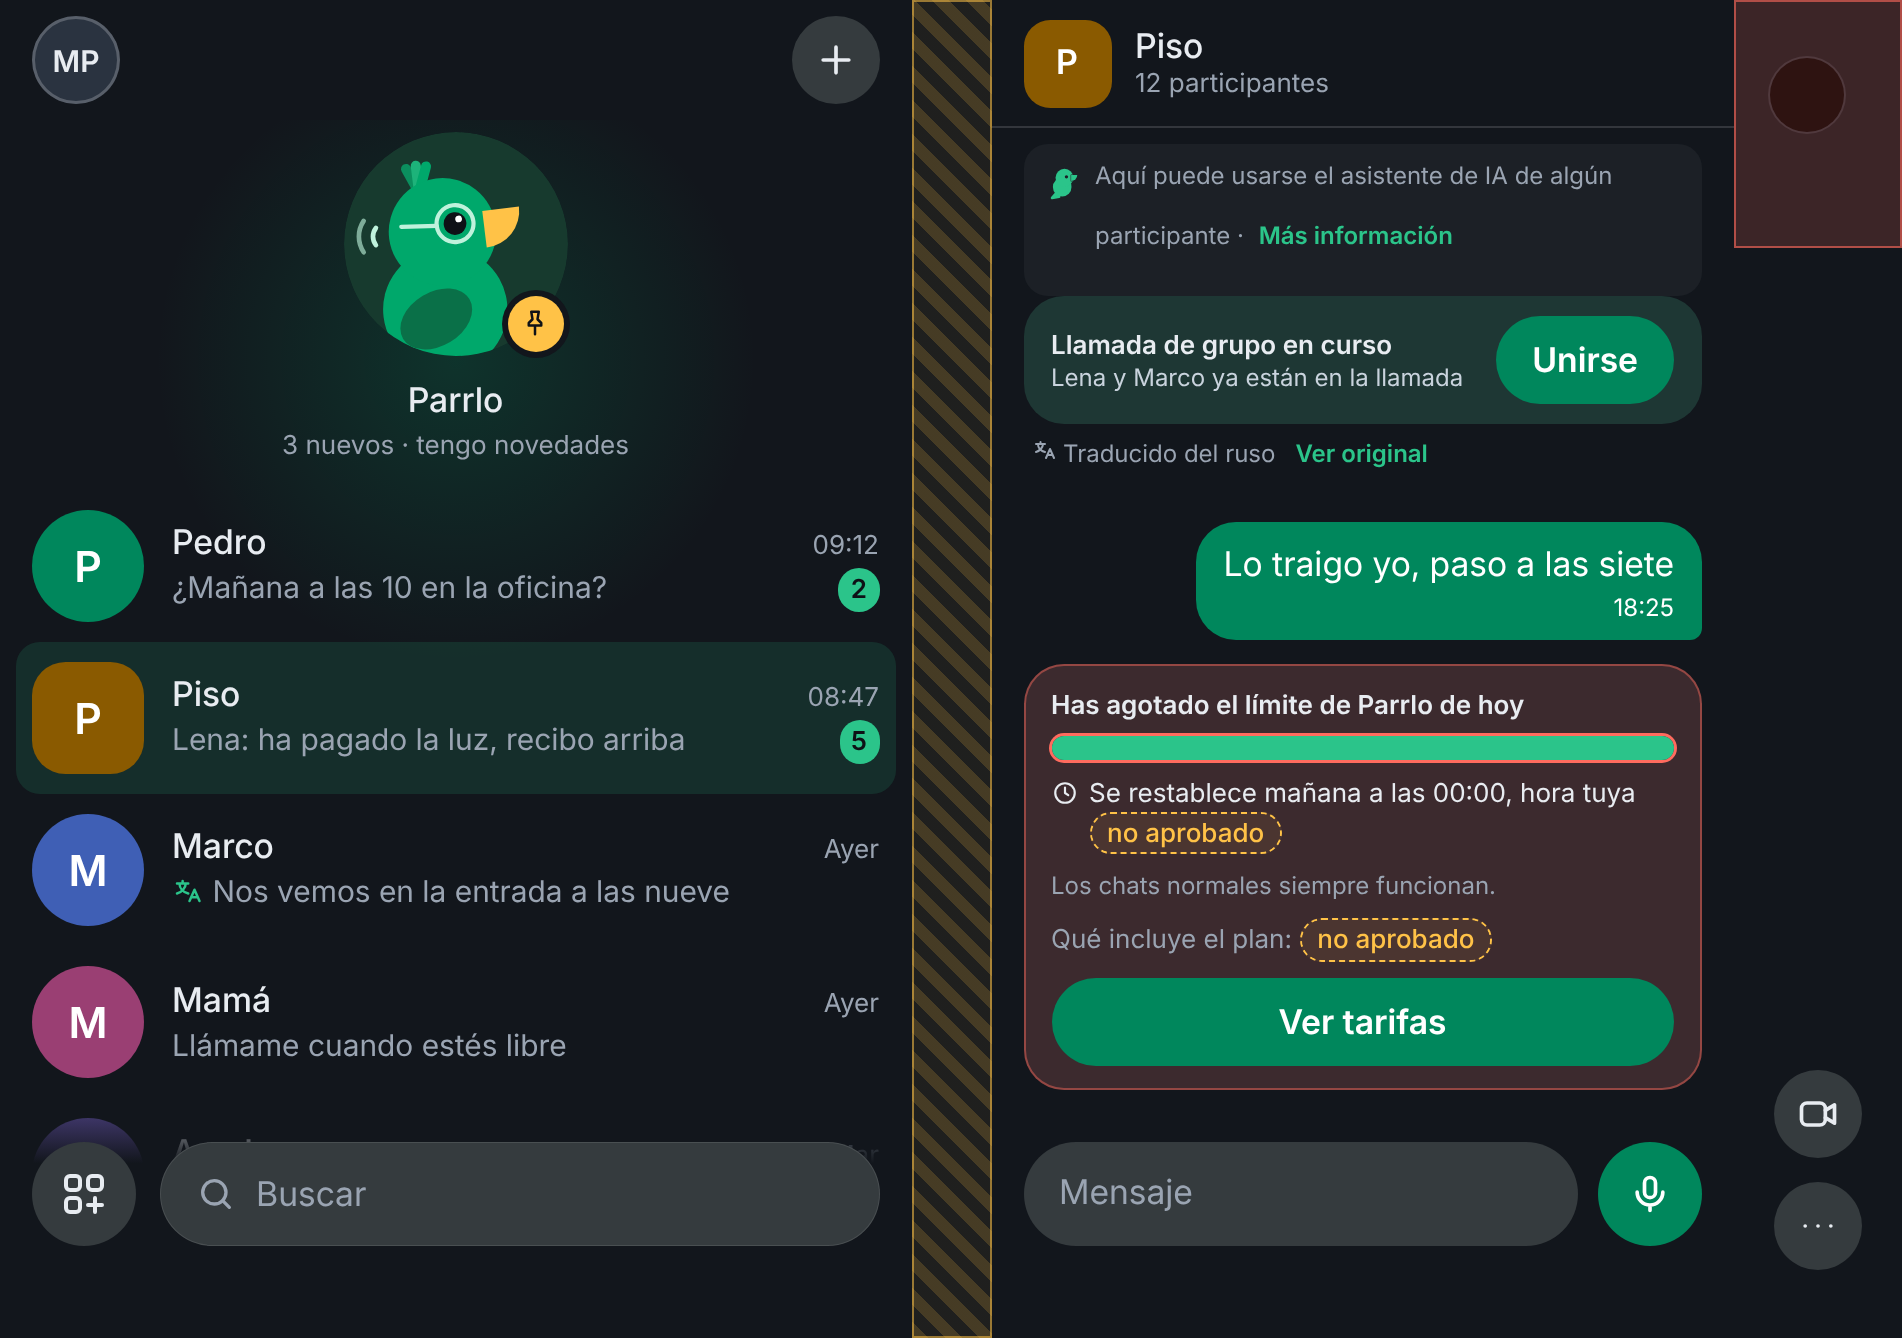 MP
Parrlo
3 nuevos · tengo novedades
P
Pedro
09:12
¿Mañana a las 10 en la oficina?
2
P
Piso
08:47
Lena: ha pagado la luz, recibo arriba
5
M
Marco
Ayer
Nos vemos en la entrada a las nueve
M
Mamá
Ayer
Llámame cuando estés libre
Buscar
P
Piso
12 participantes
Aquí puede usarse el asistente de IA de algún
participante · Más información
Llamada de grupo en curso
Lena y Marco ya están en la llamada
Unirse
Traducido del ruso Ver original
Lo traigo yo, paso a las siete
18:25
Has agotado el límite de Parrlo de hoy
Se restablece mañana a las 00:00, hora tuya
no aprobado
Los chats normales siempre funcionan.
Qué incluye el plan: no aprobado
Ver tarifas
Mensaje